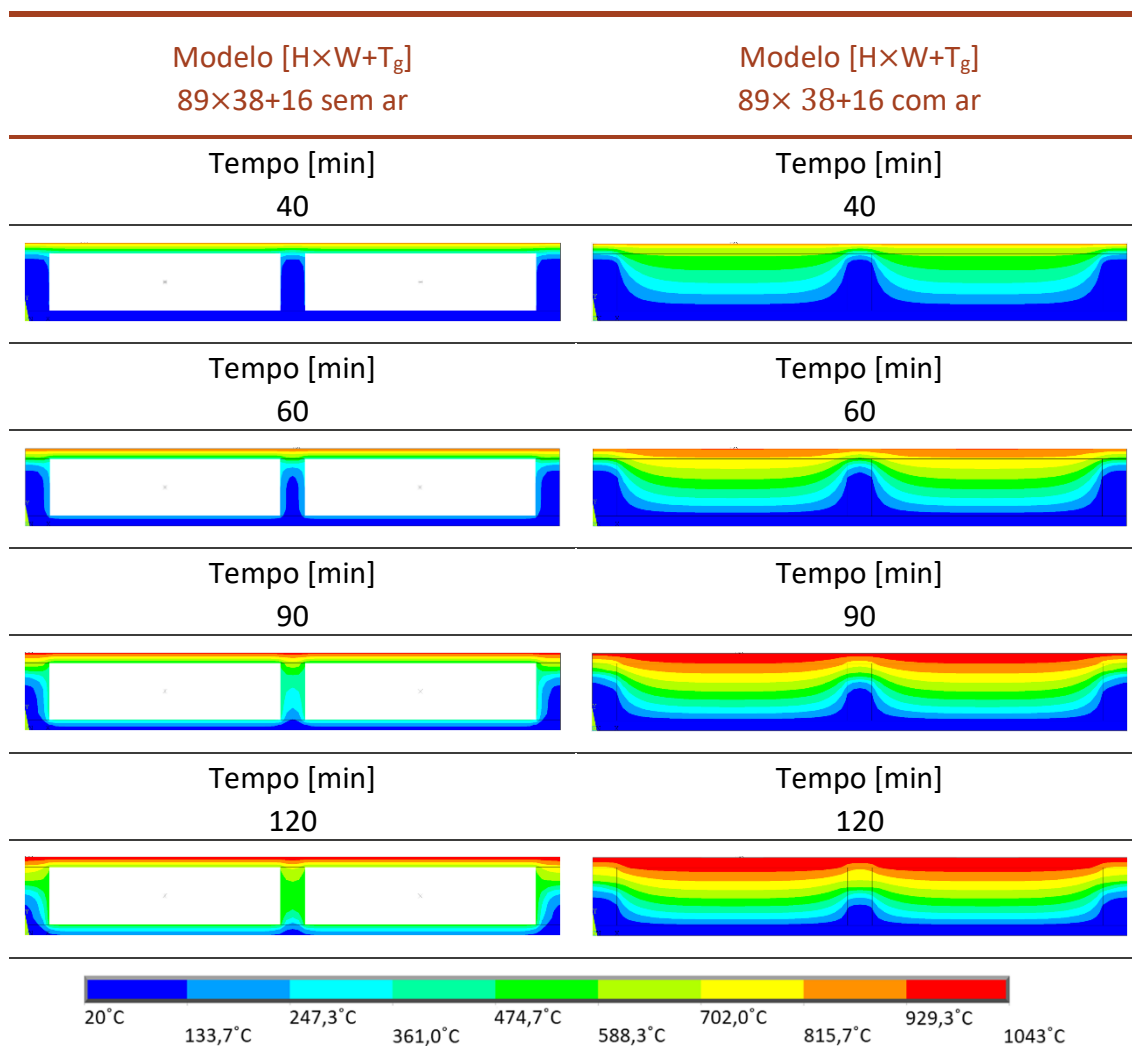 Modelo [H×W+Tg]
89×38+16 sem ar
Modelo [H×W+Tg]
89× 38+16 com ar
Tempo [min]
40
Tempo [min]
40
Tempo [min]
60
Tempo [min]
60
Tempo [min]
90
Tempo [min]
90
Tempo [min]
120
Tempo [min]
120
20˚C 133,7˚C 247,3˚C 361,0˚C 474,7˚C 588,3˚C 702,0˚C 815,7˚C 929,3˚C 1043˚C